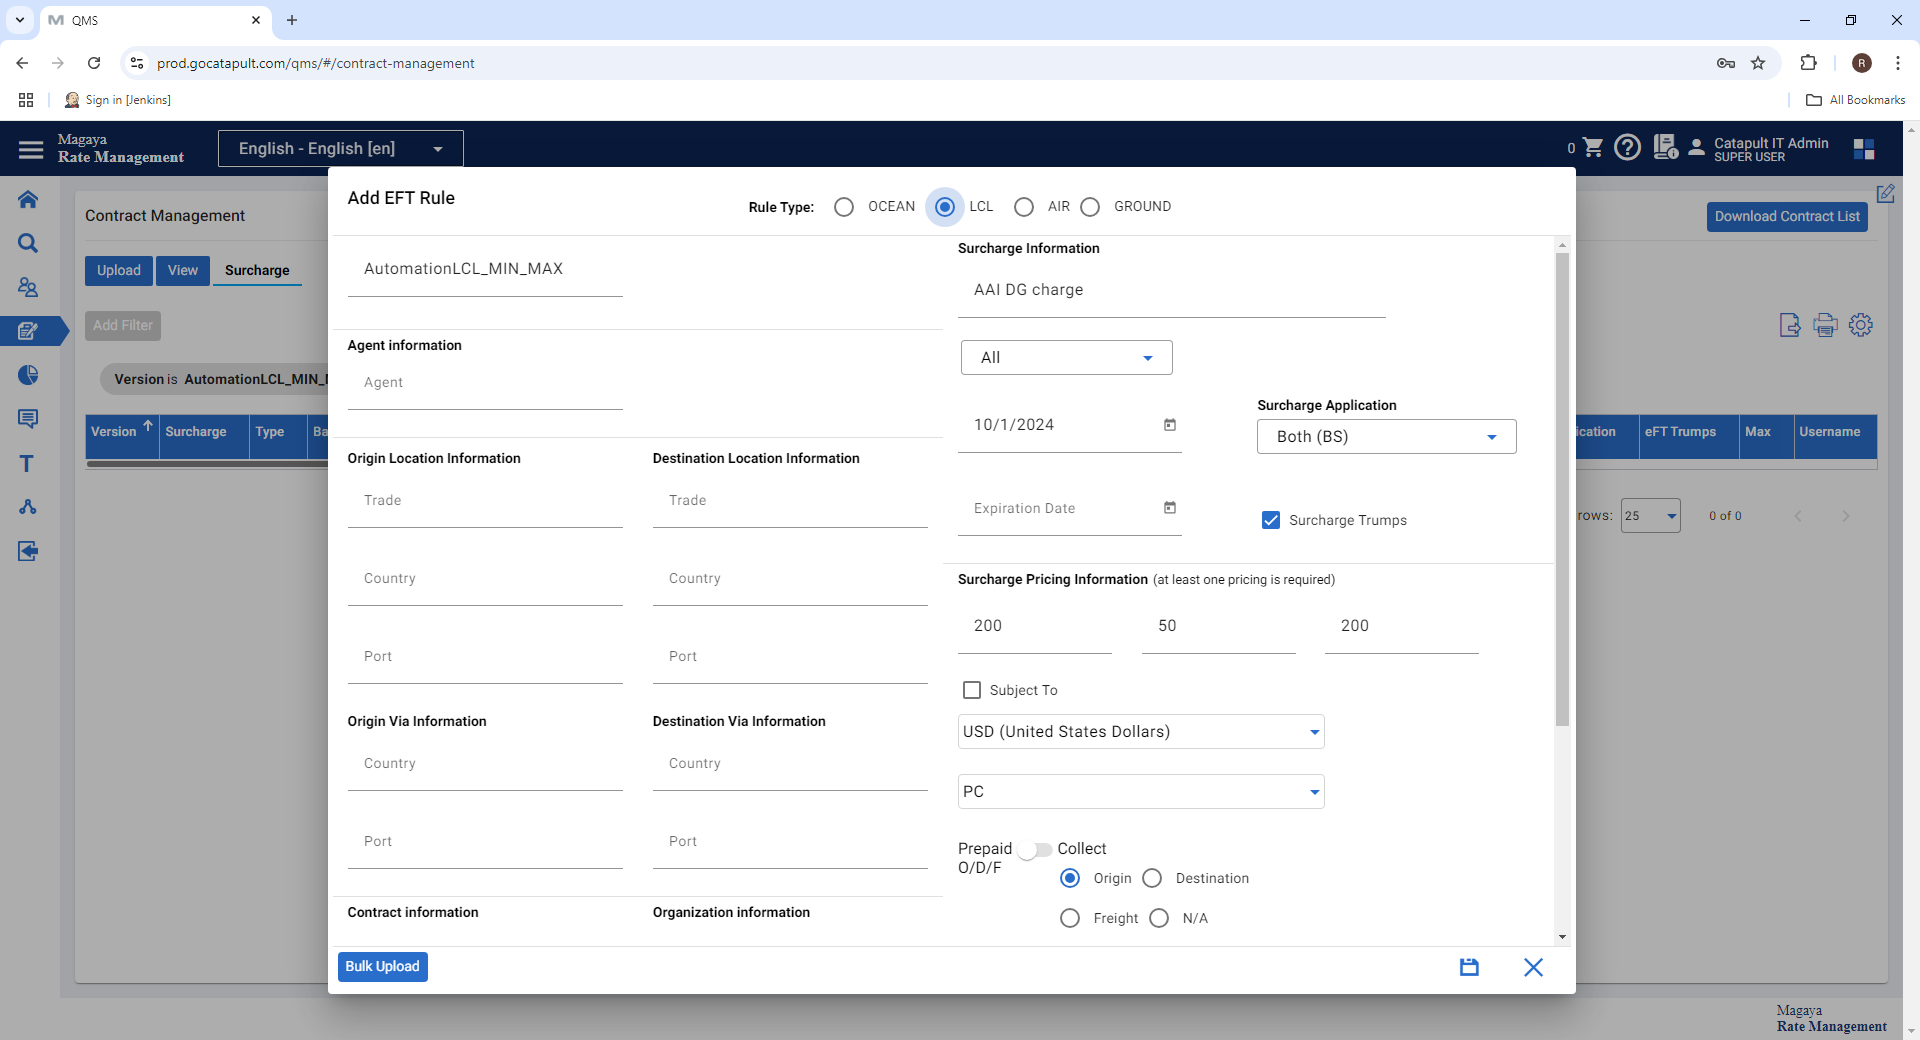 QMS
prod.gocatapult.com/qms/#/contract-management
R
Sign in [Jenkins]
All Bookmarks
Magaya
Rate Management
English - English [en]
0
Catapult IT Admin
SUPER USER
Contract Management
Download Contract List
Upload
View
Surcharge
Add Filter
Version is AutomationLCL_MIN_
Version
Surcharge
Type
Ba
ication
eFT Trumps
Max
Username
rows:
25
0 of 0
Add EFT Rule
Rule Type:
OCEAN
LCL
AIR
GROUND
AutomationLCL_MIN_MAX
Agent information
Agent
Origin Location Information
Destination Location Information
Trade
Trade
Country
Country
Port
Port
Origin Via Information
Destination Via Information
Country
Country
Port
Port
Contract information
Organization information
Surcharge Information
AAI DG charge
All
10/1/2024
Surcharge Application
Both (BS)
Expiration Date
Surcharge Trumps
Surcharge Pricing Information (at least one pricing is required)
200
50
200
Subject To
USD (United States Dollars)
PC
Prepaid
Collect
O/D/F
Origin
Destination
Freight
N/A
Bulk Upload
Magaya
Rate Management